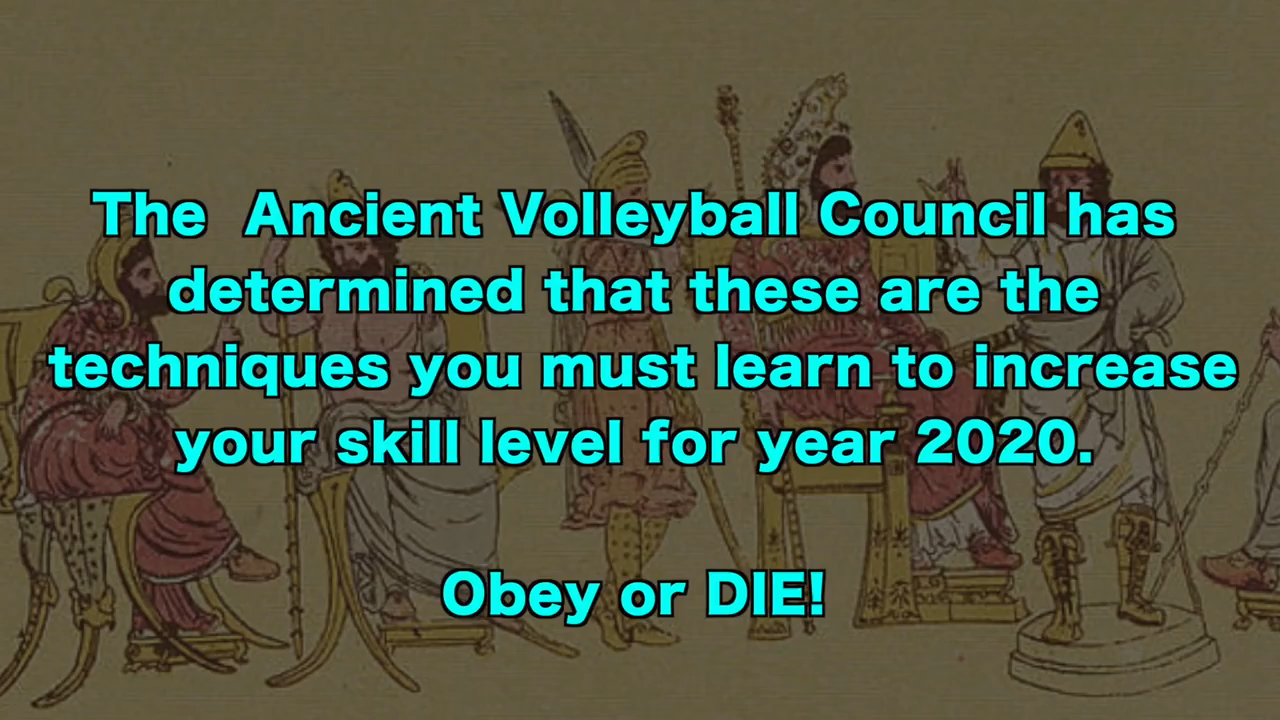 The  Ancient Volleyball Council has
determined that these are the
techniques you must learn to increase
your skill level for year 2020.
Obey or DIE!